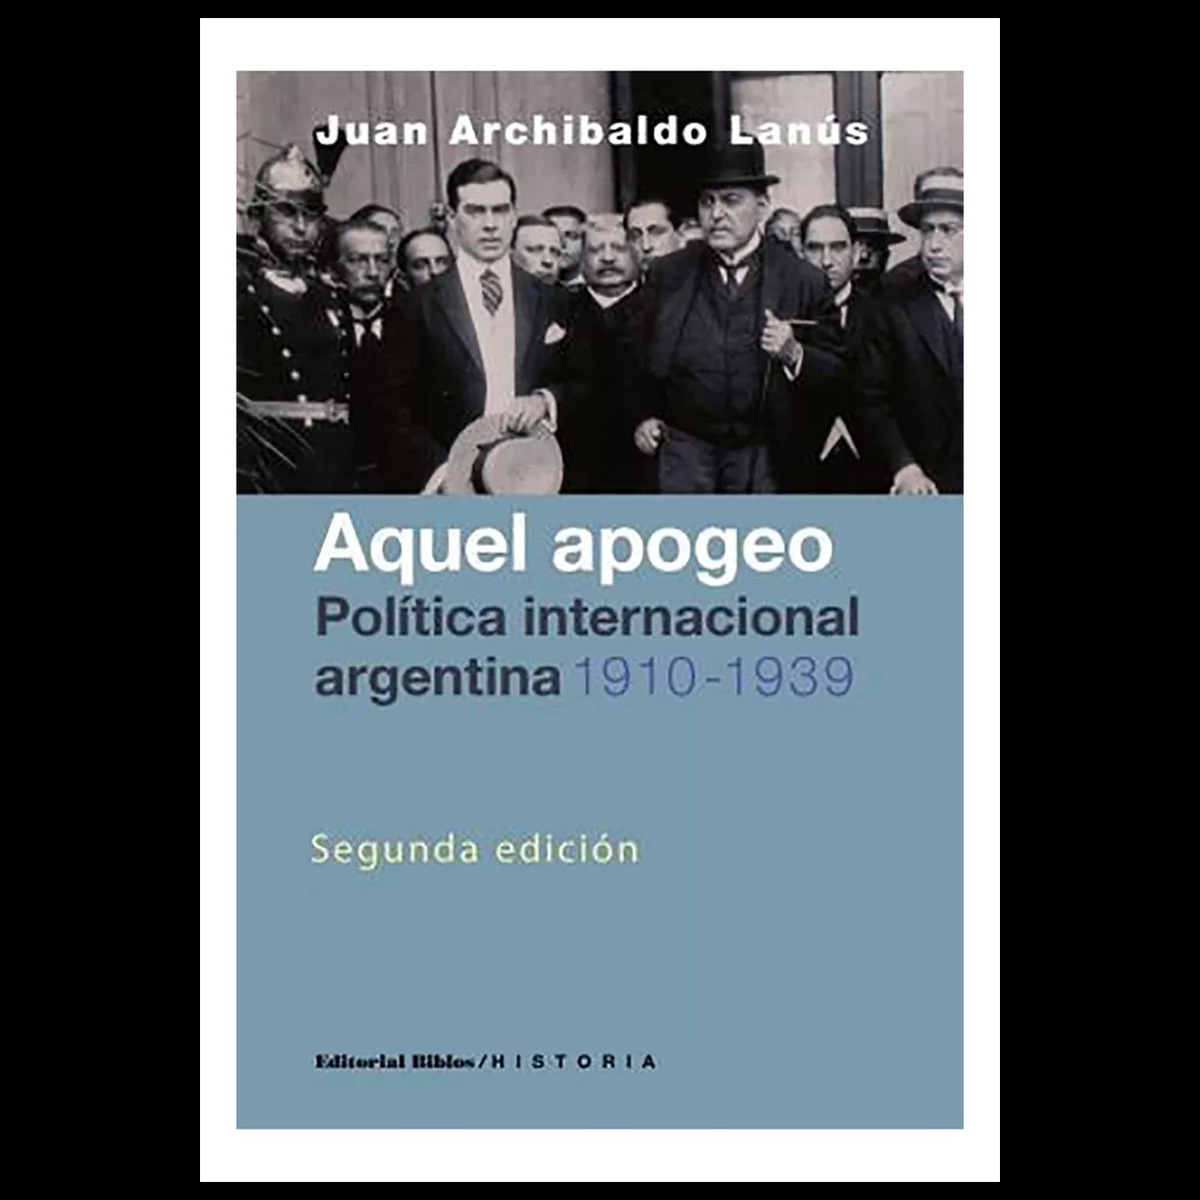 Juan Archibaldo Lanús
Aquel apogeo
Política internacional
argentina 1910-1939
Segunda edición
Editorial Biblos/HISTORIA